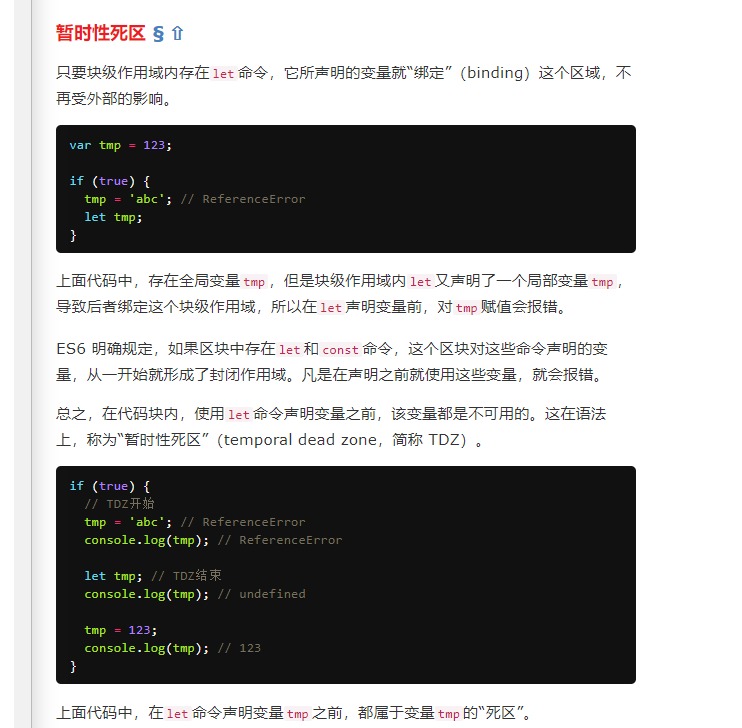 暂时性死区 § ⇧
只要块级作用域内存在let命令，它所声明的变量就“绑定”（binding）这个区域，不
再受外部的影响。
var tmp = 123;
if (true) {
  tmp = 'abc'; // ReferenceError
  let tmp;
}
上面代码中，存在全局变量tmp，但是块级作用域内let又声明了一个局部变量tmp，
导致后者绑定这个块级作用域，所以在let声明变量前，对tmp赋值会报错。
ES6 明确规定，如果区块中存在let和const命令，这个区块对这些命令声明的变
量，从一开始就形成了封闭作用域。凡是在声明之前就使用这些变量，就会报错。
总之，在代码块内，使用let命令声明变量之前，该变量都是不可用的。这在语法
上，称为“暂时性死区”（temporal dead zone，简称 TDZ）。
if (true) {
  // TDZ开始
  tmp = 'abc'; // ReferenceError
  console.log(tmp); // ReferenceError
  let tmp; // TDZ结束
  console.log(tmp); // undefined
  tmp = 123;
  console.log(tmp); // 123
}
上面代码中，在let命令声明变量tmp之前，都属于变量tmp的“死区”。